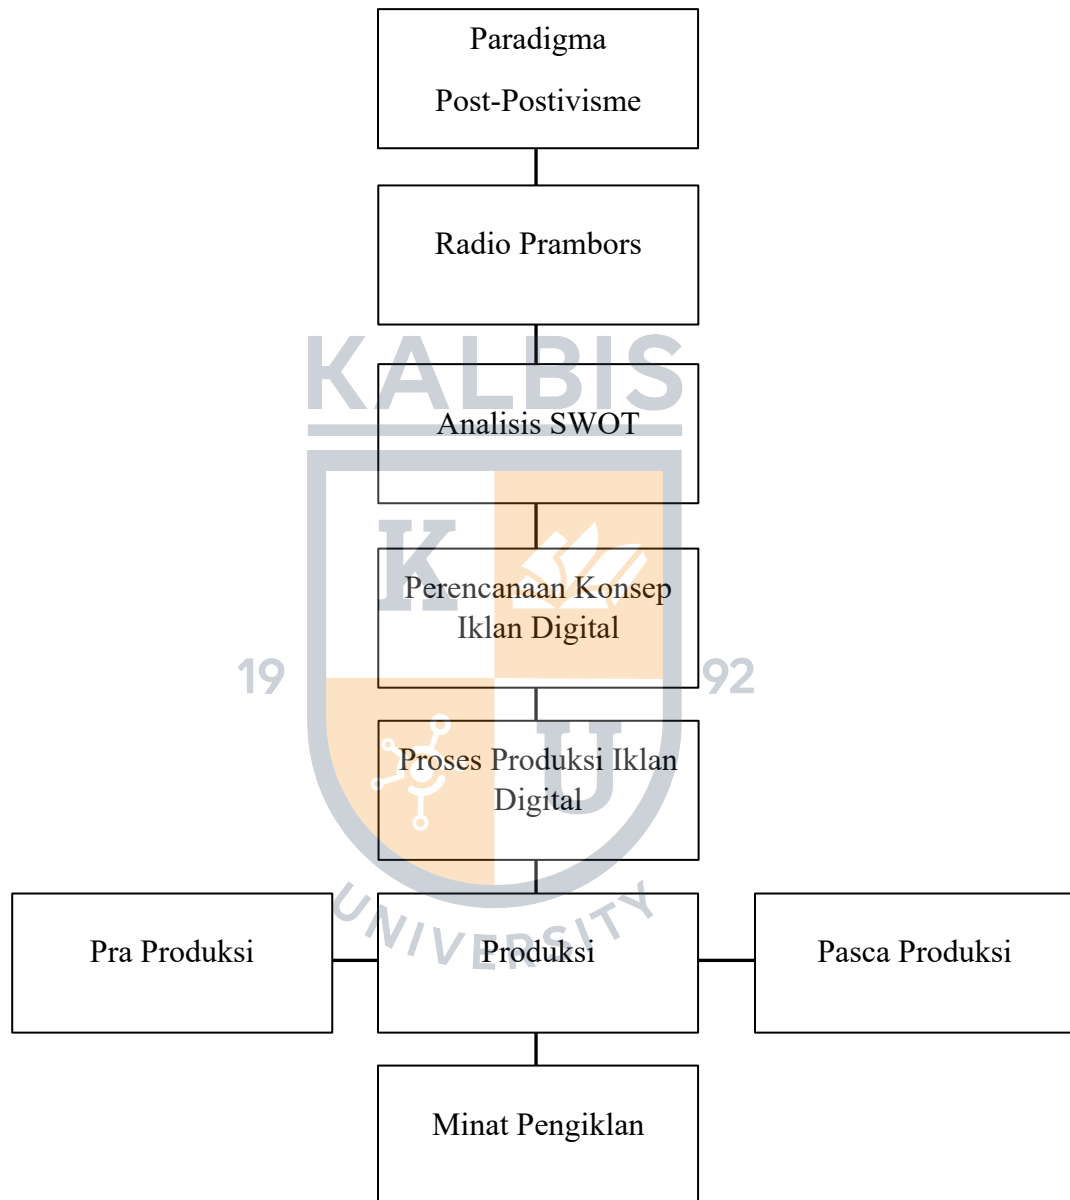 Paradigma
Post-Postivisme
Radio Prambors
KALBIS
Analisis SWOT
K
Perencanaan Konsep
Iklan Digital
19
92
Proses Produksi Iklan
Digital
U
Pra Produksi
Produksi
Pasca Produksi
UNIVERSITY
Minat Pengiklan